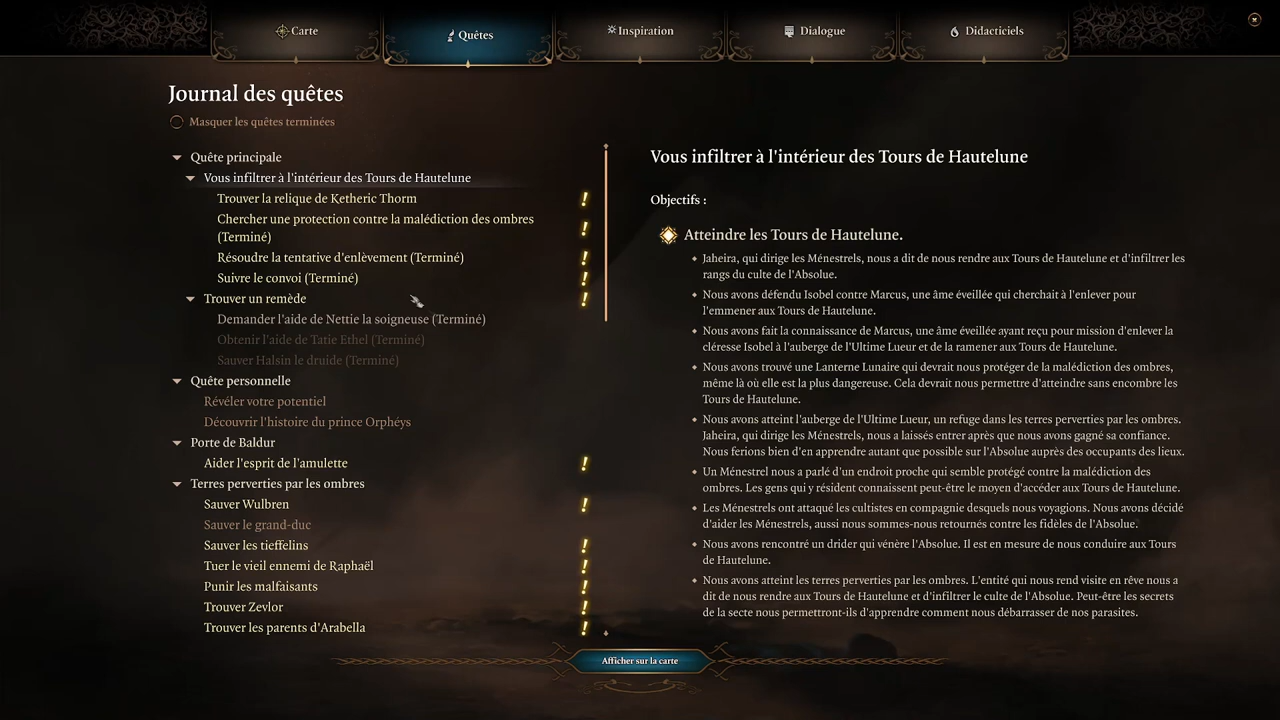 Carte
Quêtes
Inspiration
Dialogue
Didacticiels
Journal des quêtes
Masquer les quêtes terminées
Quête principale
Vous infiltrer à l'intérieur des Tours de Hautelune
Trouver la relique de Ketheric Thorm
Chercher une protection contre la malédiction des ombres
(Terminé)
Résoudre la tentative d'enlèvement (Terminé)
Suivre le convoi (Terminé)
Trouver un remède
Demander l'aide de Nettie la soigneuse (Terminé)
Obtenir l'aide de Tatie Ethel (Terminé)
Sauver Halsin le druide (Terminé)
Quête personnelle
Révéler votre potentiel
Découvrir l'histoire du prince Orphéys
Porte de Baldur
Aider l'esprit de l'amulette
Terres perverties par les ombres
Sauver Wulbren
Sauver le grand-duc
Sauver les tieffelins
Tuer le vieil ennemi de Raphaël
Punir les malfaisants
Trouver Zevlor
Trouver les parents d'Arabella
Vous infiltrer à l'intérieur des Tours de Hautelune
Objectifs :
Atteindre les Tours de Hautelune.
Jaheira, qui dirige les Ménestrels, nous a dit de nous rendre aux Tours de Hautelune et d'infiltrer les
rangs du culte de l'Absolue.
Nous avons défendu Isobel contre Marcus, une âme éveillée qui cherchait à l'enlever pour
l'emmener aux Tours de Hautelune.
Nous avons fait la connaissance de Marcus, une âme éveillée ayant reçu pour mission d'enlever la
cléresse Isobel à l'auberge de l'Ultime Lueur et de la ramener aux Tours de Hautelune.
Nous avons trouvé une Lanterne Lunaire qui devrait nous protéger de la malédiction des ombres,
même là où elle est la plus dangereuse. Cela devrait nous permettre d'atteindre sans encombre les
Tours de Hautelune.
Nous avons atteint l'auberge de l'Ultime Lueur, un refuge dans les terres perverties par les ombres.
Jaheira, qui dirige les Ménestrels, nous a laissés entrer après que nous avons gagné sa confiance.
Nous ferions bien d'en apprendre autant que possible sur l'Absolue auprès des occupants des lieux.
Un Ménestrel nous a parlé d'un endroit proche qui semble protégé contre la malédiction des
ombres. Les gens qui y résident connaissent peut-être le moyen d'accéder aux Tours de Hautelune.
Les Ménestrels ont attaqué les cultistes en compagnie desquels nous voyagions. Nous avons décidé
d'aider les Ménestrels, aussi nous sommes-nous retournés contre les fidèles de l'Absolue.
Nous avons rencontré un drider qui vénère l'Absolue. Il est en mesure de nous conduire aux Tours
de Hautelune.
Nous avons atteint les terres perverties par les ombres. L'entité qui nous rend visite en rêve nous a
dit de nous rendre aux Tours de Hautelune et d'infiltrer le culte de l'Absolue. Peut-être les secrets
de la secte nous permettront-ils d'apprendre comment nous débarrasser de nos parasites.
Afficher sur la carte